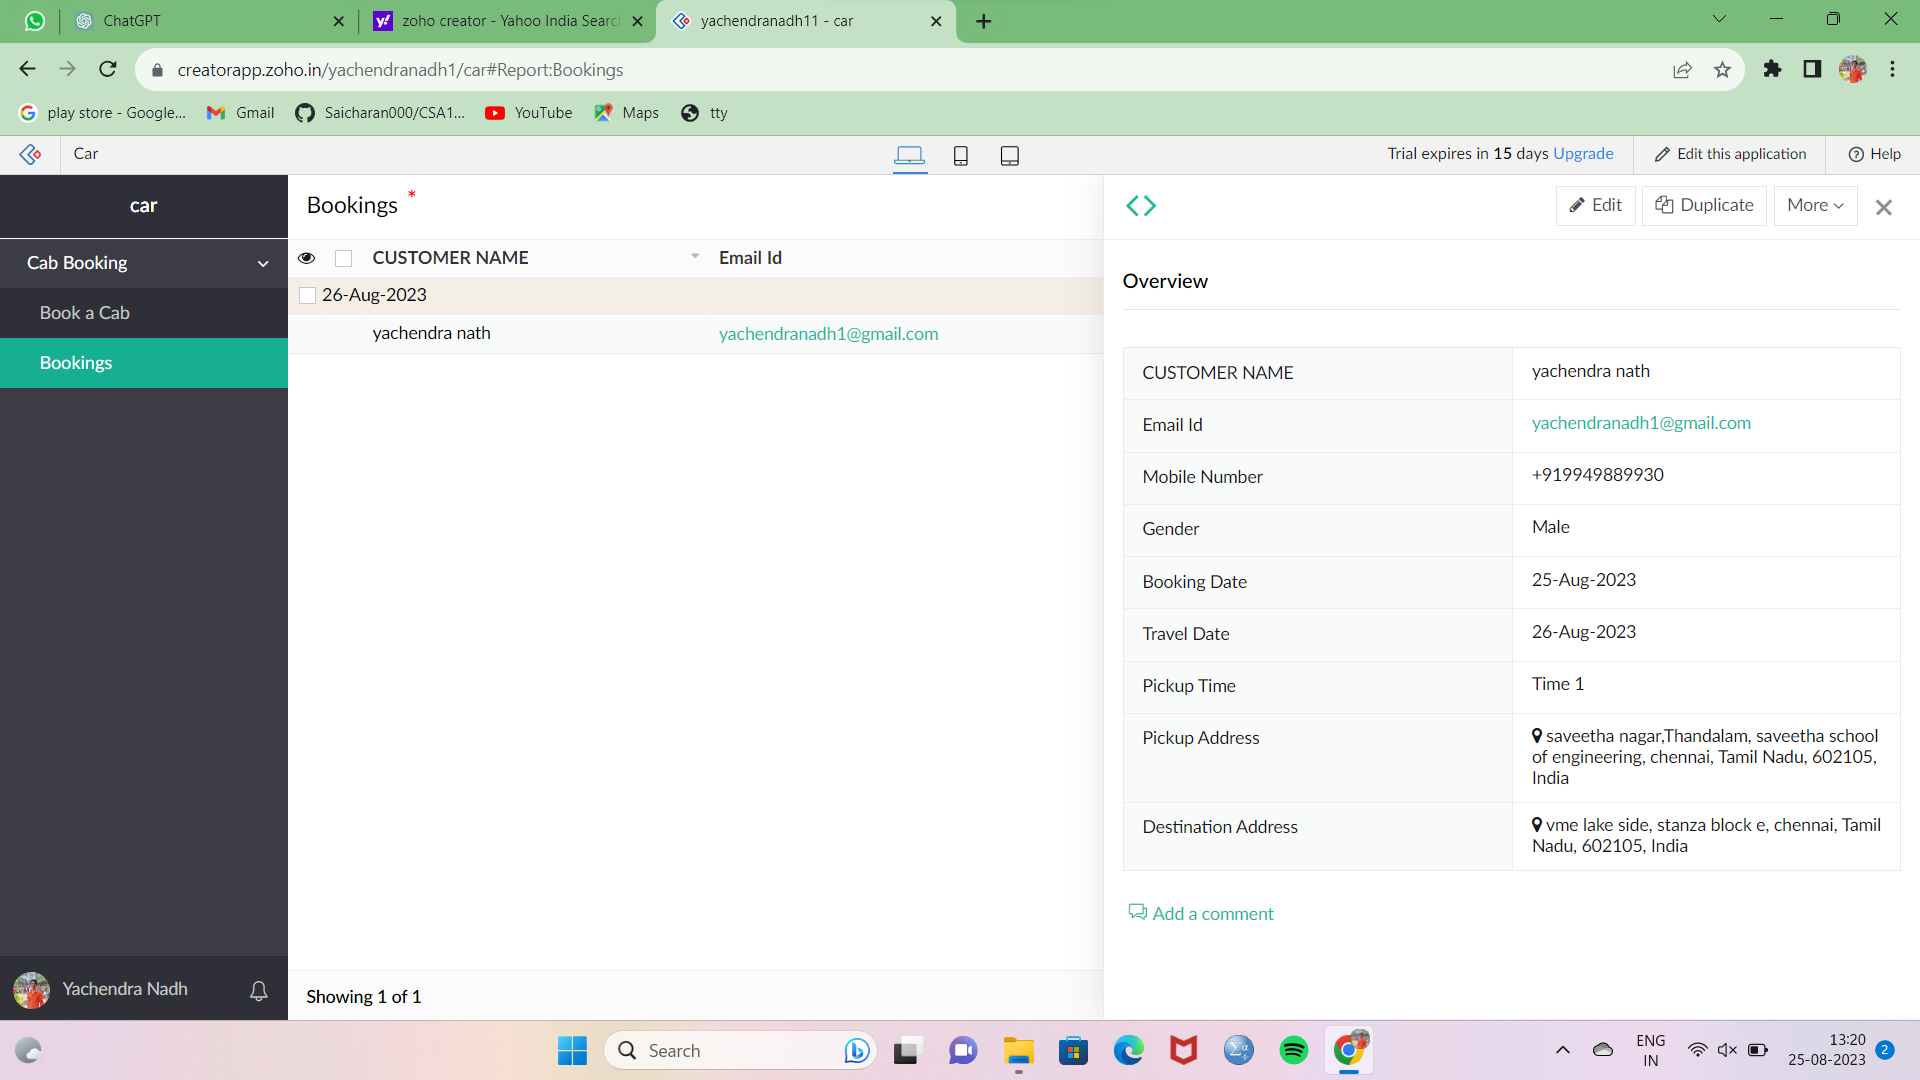 ChatGPT
zoho creator - Yahoo India Searc
yachendranadh11 - car
creatorapp.zoho.in/yachendranadh1/car#Report:Bookings
play store - Google...
Gmail
Saicharan000/CSA1...
YouTube
Maps
tty
Car
Trial expires in 15 days Upgrade
Edit this application
Help
car
Cab Booking
Book a Cab
Bookings
Yachendra Nadh
Bookings *
CUSTOMER NAME
Email Id
26-Aug-2023
yachendra nath
yachendranadh1@gmail.com
Showing 1 of 1
Edit
Duplicate
More
Overview
CUSTOMER NAME
yachendra nath
Email Id
yachendranadh1@gmail.com
Mobile Number
+919949889930
Gender
Male
Booking Date
25-Aug-2023
Travel Date
26-Aug-2023
Pickup Time
Time 1
Pickup Address
saveetha nagar,Thandalam, saveetha school
of engineering, chennai, Tamil Nadu, 602105,
India
Destination Address
vme lake side, stanza block e, chennai, Tamil
Nadu, 602105, India
Add a comment
Search
ENG
IN
13:20
25-08-2023
2